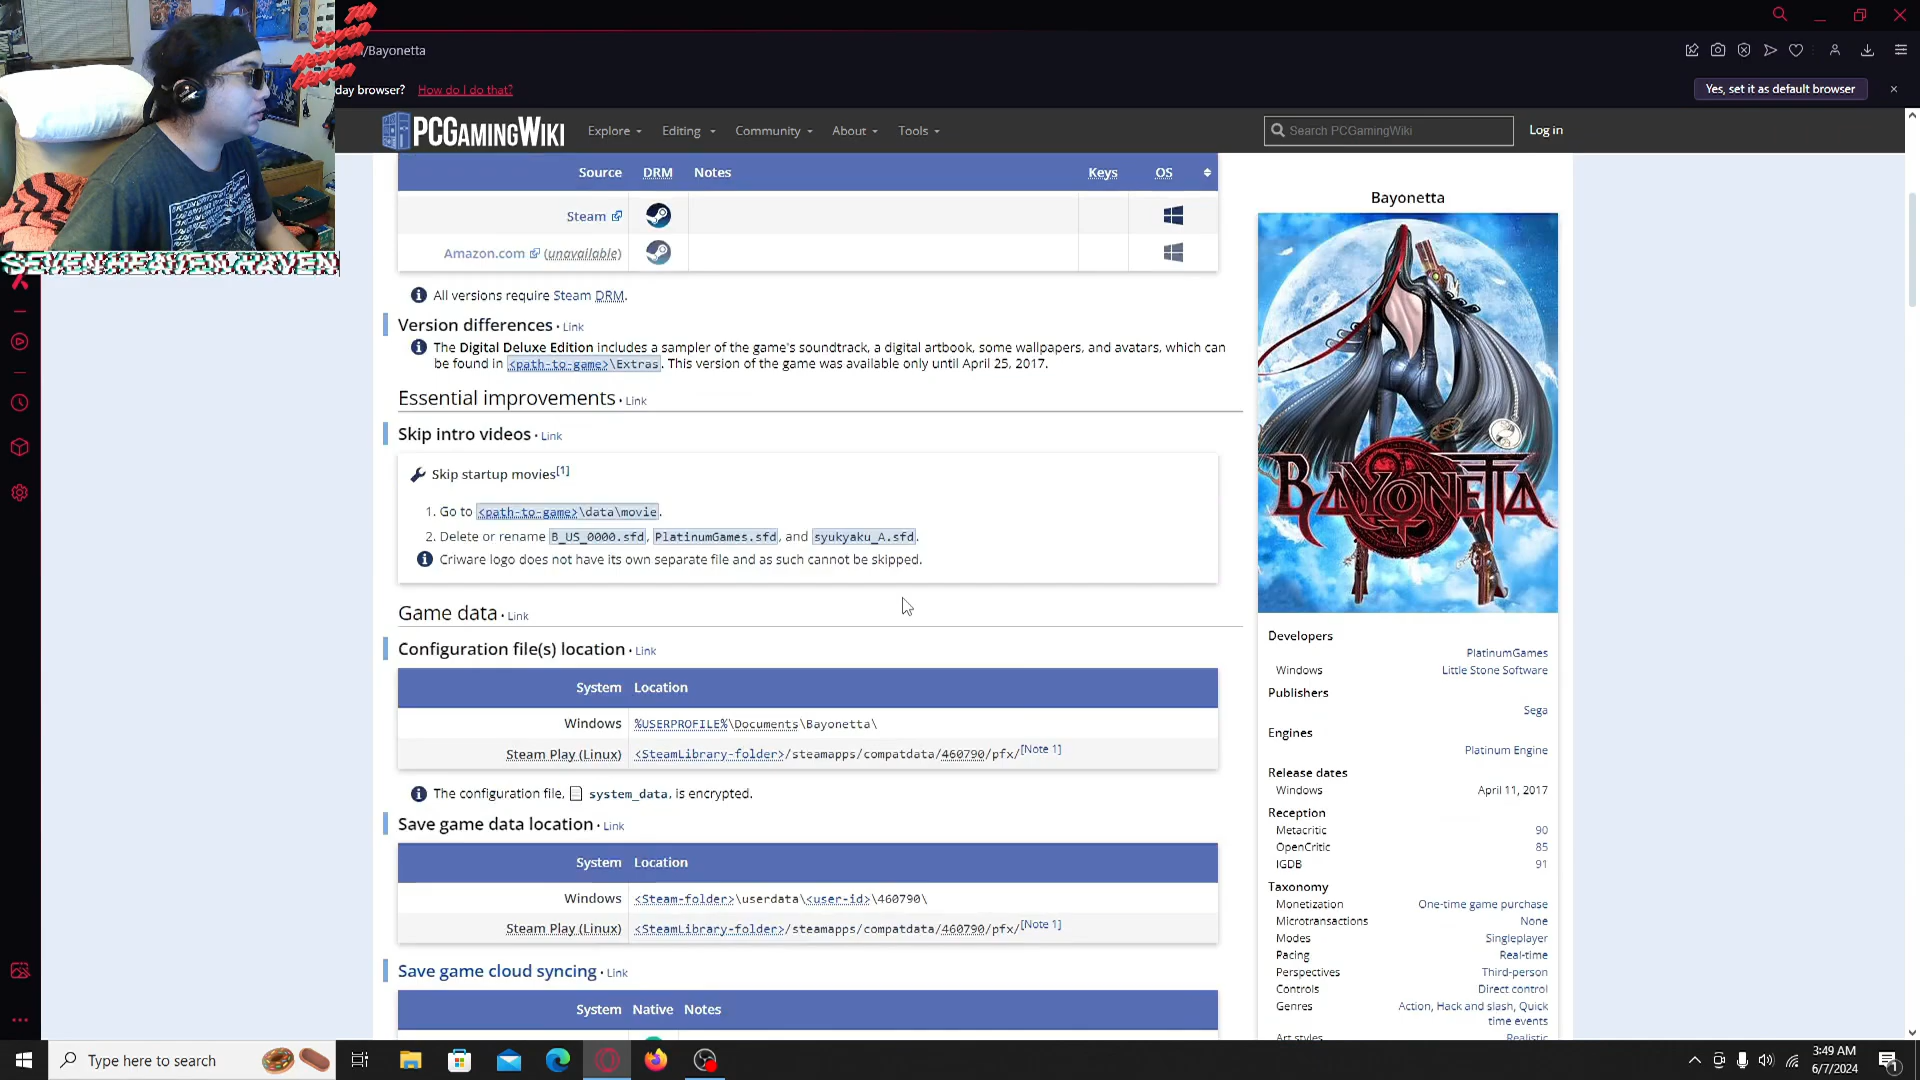 7th
Seven
Heaven
Haven
SEVEN HEAVEN HAVEN
/Bayonetta
day browser? How do I do that?
Yes, set it as default browser
PCGamingWiki Explore Editing Community About Tools
Search PCGamingWiki
Log in
Source DRM Notes Keys OS
Steam
Amazon.com (unavailable)
All versions require Steam DRM.
Version differences · Link
The Digital Deluxe Edition includes a sampler of the game's soundtrack, a digital artbook, some wallpapers, and avatars, which can
be found in <path-to-game>\Extras. This version of the game was available only until April 25, 2017.
Essential improvements · Link
Skip intro videos · Link
Skip startup movies[1]
1. Go to <path-to-game>\data\movie.
2. Delete or rename B_US_0000.sfd, PlatinumGames.sfd, and syukyaku_A.sfd.
Criware logo does not have its own separate file and as such cannot be skipped.
Game data · Link
Configuration file(s) location · Link
System Location
Windows %USERPROFILE%\Documents\Bayonetta\
Steam Play (Linux) <SteamLibrary-folder>/steamapps/compatdata/460790/pfx/[Note 1]
The configuration file, system_data, is encrypted.
Save game data location · Link
System Location
Windows <Steam-folder>\userdata\<user-id>\460790\
Steam Play (Linux) <SteamLibrary-folder>/steamapps/compatdata/460790/pfx/[Note 1]
Save game cloud syncing · Link
System Native Notes
Bayonetta
BAYONETTA
Developers
PlatinumGames
Windows Little Stone Software
Publishers
Sega
Engines
Platinum Engine
Release dates
Windows April 11, 2017
Reception
Metacritic 90
OpenCritic 85
IGDB 91
Taxonomy
Monetization One-time game purchase
Microtransactions None
Modes Singleplayer
Pacing Real-time
Perspectives Third-person
Controls Direct control
Genres Action, Hack and slash, Quick
time events
Art styles Realistic
Type here to search
3:49 AM
6/7/2024
1